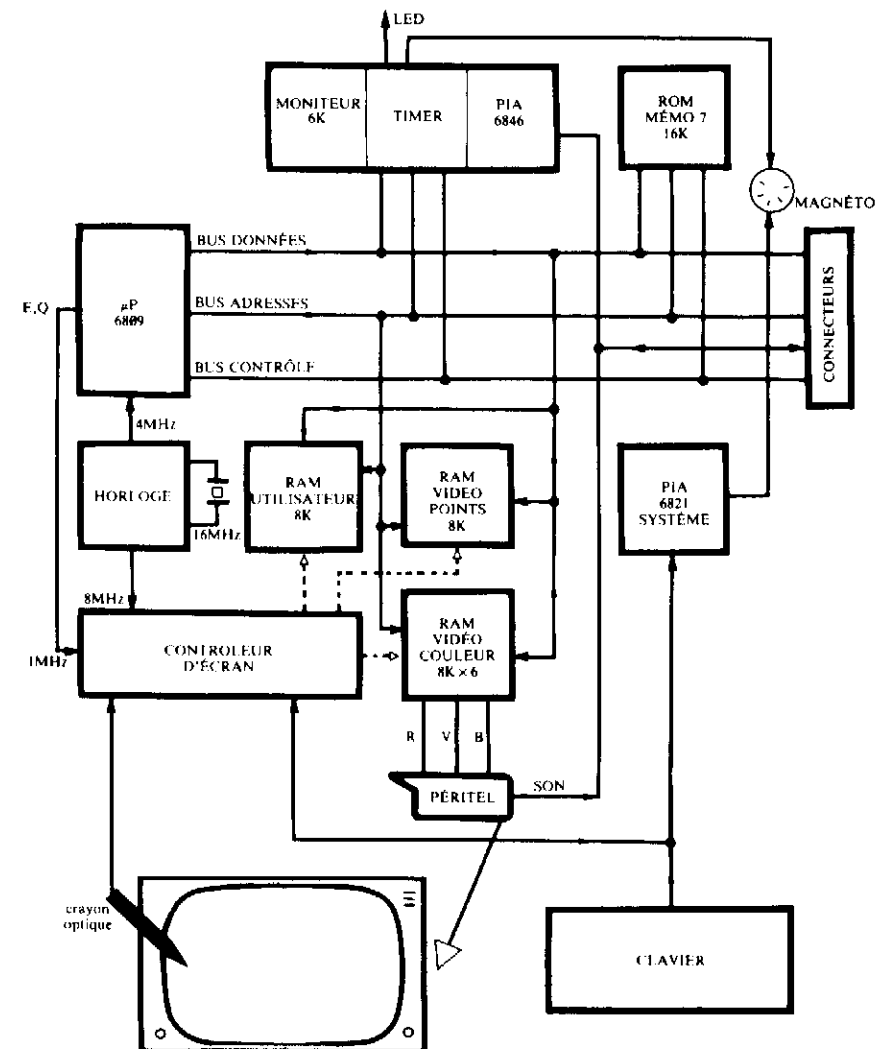 LED
MONITEUR
6K
TIMER
PIA
6846
ROM
MÉMO 7
16K
MAGNÉTO
BUS DONNÉES
E,Q
µP
6809
BUS ADRESSES
CONNECTEURS
BUS CONTRÔLE
4MHz
HORLOGE
16MHz
RAM
UTILISATEUR
8K
RAM
VIDEO
POINTS
8K
PIA
6821
SYSTÈME
8MHz
1MHz
CONTROLEUR
D'ÉCRAN
RAM
VIDÉO
COULEUR
8K × 6
R
V
B
PÉRITEL
SON
crayon
optique
CLAVIER